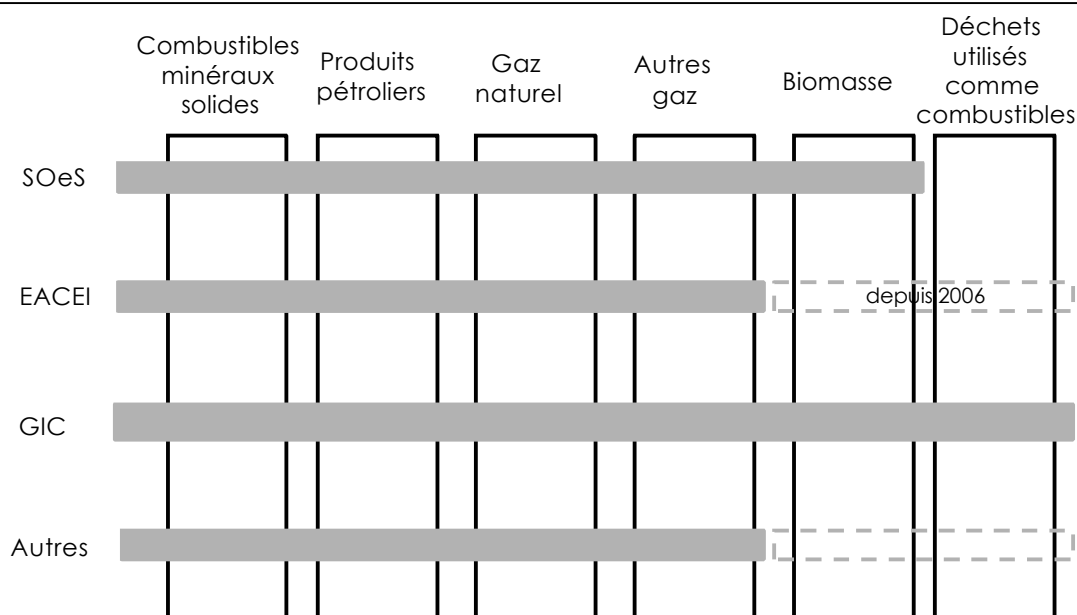 Combustibles
minéraux
solides
Produits
pétroliers
Gaz
naturel
Autres
gaz
Biomasse
Déchets
utilisés
comme
combustibles
SOeS
EACEI
depuis 2006
GIC
Autres